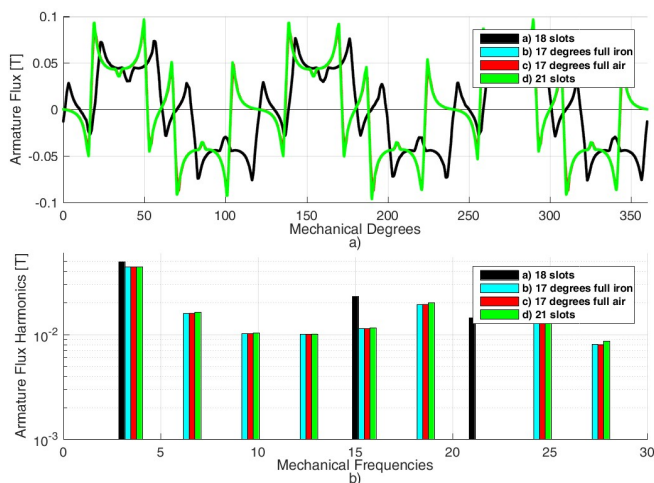 0.1
0.05
0
-0.05
-0.1
Armature Flux [T]
a) 18 slots
b) 17 degrees full iron
c) 17 degrees full air
d) 21 slots
0 50 100 150 200 250 300 350
Mechanical Degrees
a)
10-2
10-3
Armature Flux Harmonics [T]
a) 18 slots
b) 17 degrees full iron
c) 17 degrees full air
d) 21 slots
0 5 10 15 20 25 30
Mechanical Frequencies
b)